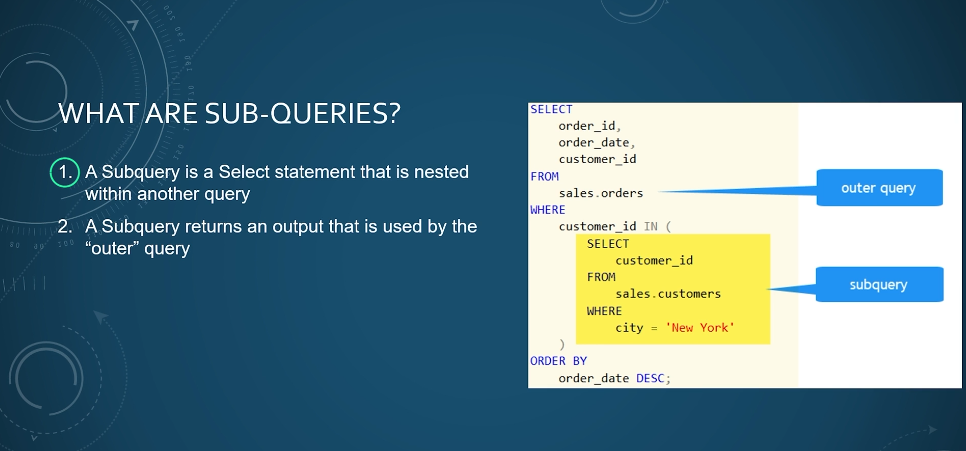 WHAT ARE SUB-QUERIES?
1. A Subquery is a Select statement that is nested
within another query
2. A Subquery returns an output that is used by the
“outer” query
SELECT
order_id,
order_date,
customer_id
FROM
sales.orders
WHERE
customer_id IN (
SELECT
customer_id
FROM
sales.customers
WHERE
city = 'New York'
)
ORDER BY
order_date DESC;
outer query
subquery